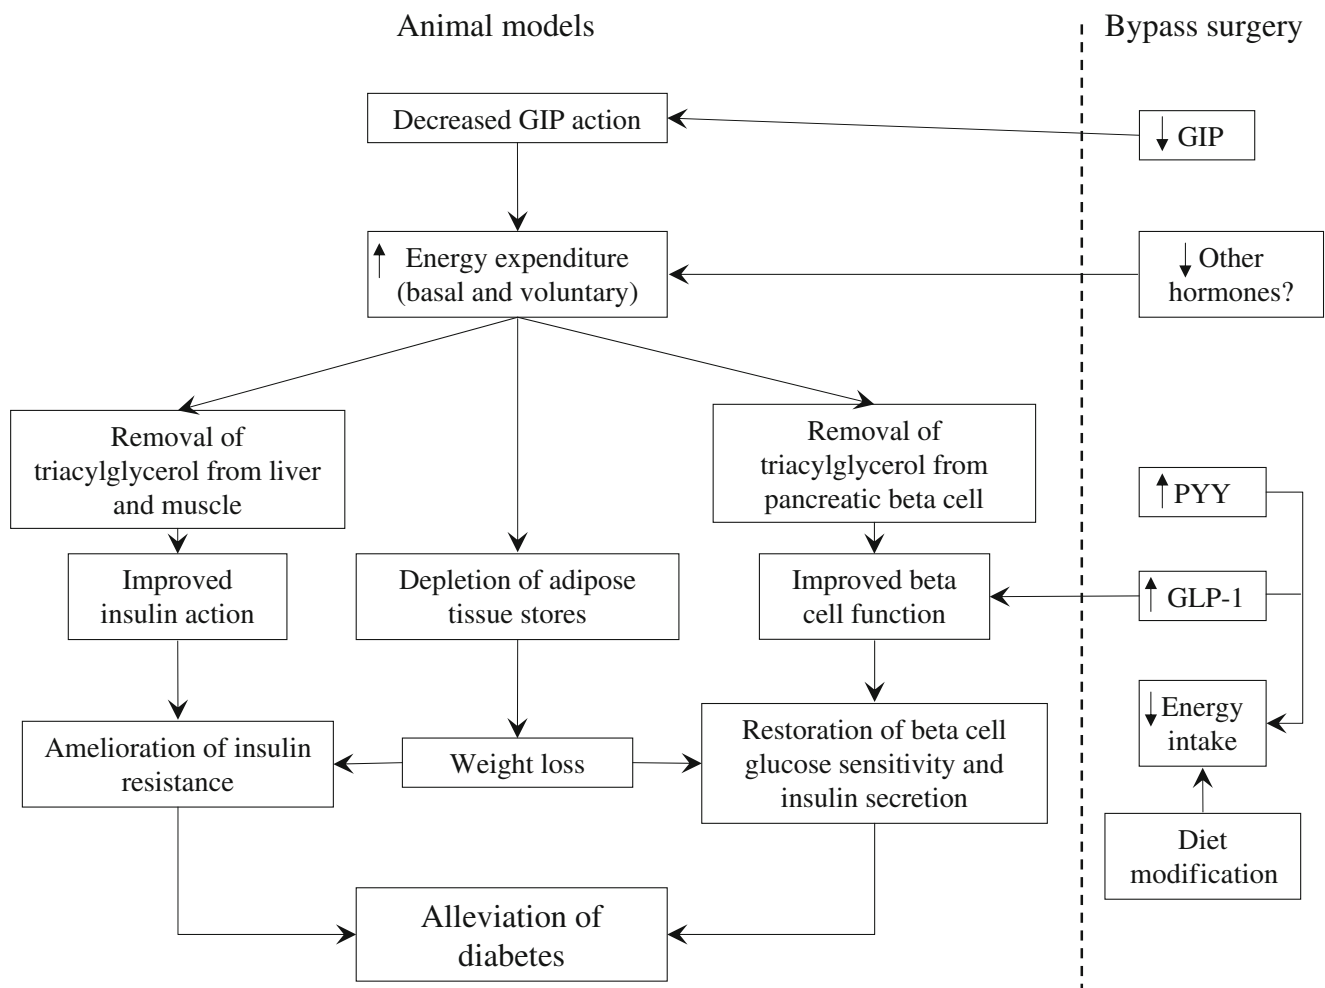 Animal models
Bypass surgery
Decreased GIP action
↓ GIP
↑ Energy expenditure
(basal and voluntary)
↓ Other
hormones?
Removal of
triacylglycerol from liver
and muscle
Removal of
triacylglycerol from
pancreatic beta cell
↑ PYY
Improved
insulin action
Depletion of adipose
tissue stores
Improved beta
cell function
↑ GLP-1
Amelioration of insulin
resistance
Weight loss
Restoration of beta cell
glucose sensitivity and
insulin secretion
↓ Energy
intake
Diet
modification
Alleviation of
diabetes